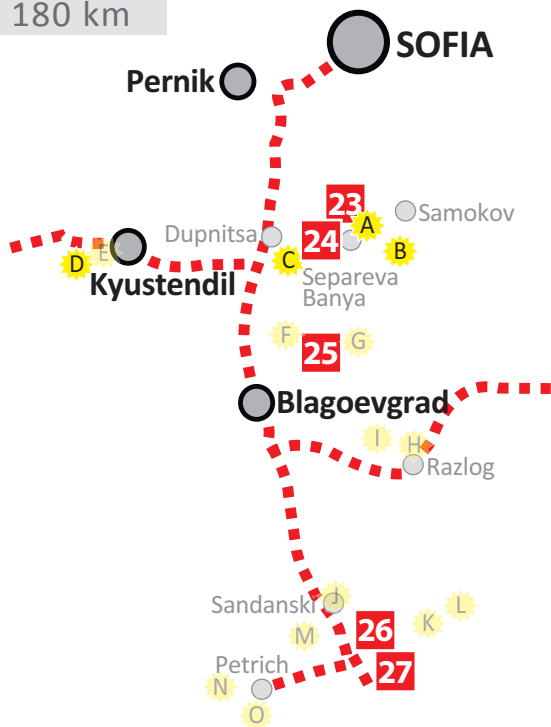 180 km
SOFIA
Pernik
23
A
Samokov
Dupnitsa
24
B
E
D
C
Kyustendil
Separeva
Banya
F
25
G
Blagoevgrad
I
H
Razlog
J
Sandanski
L
K
26
M
Petrich
27
N
O